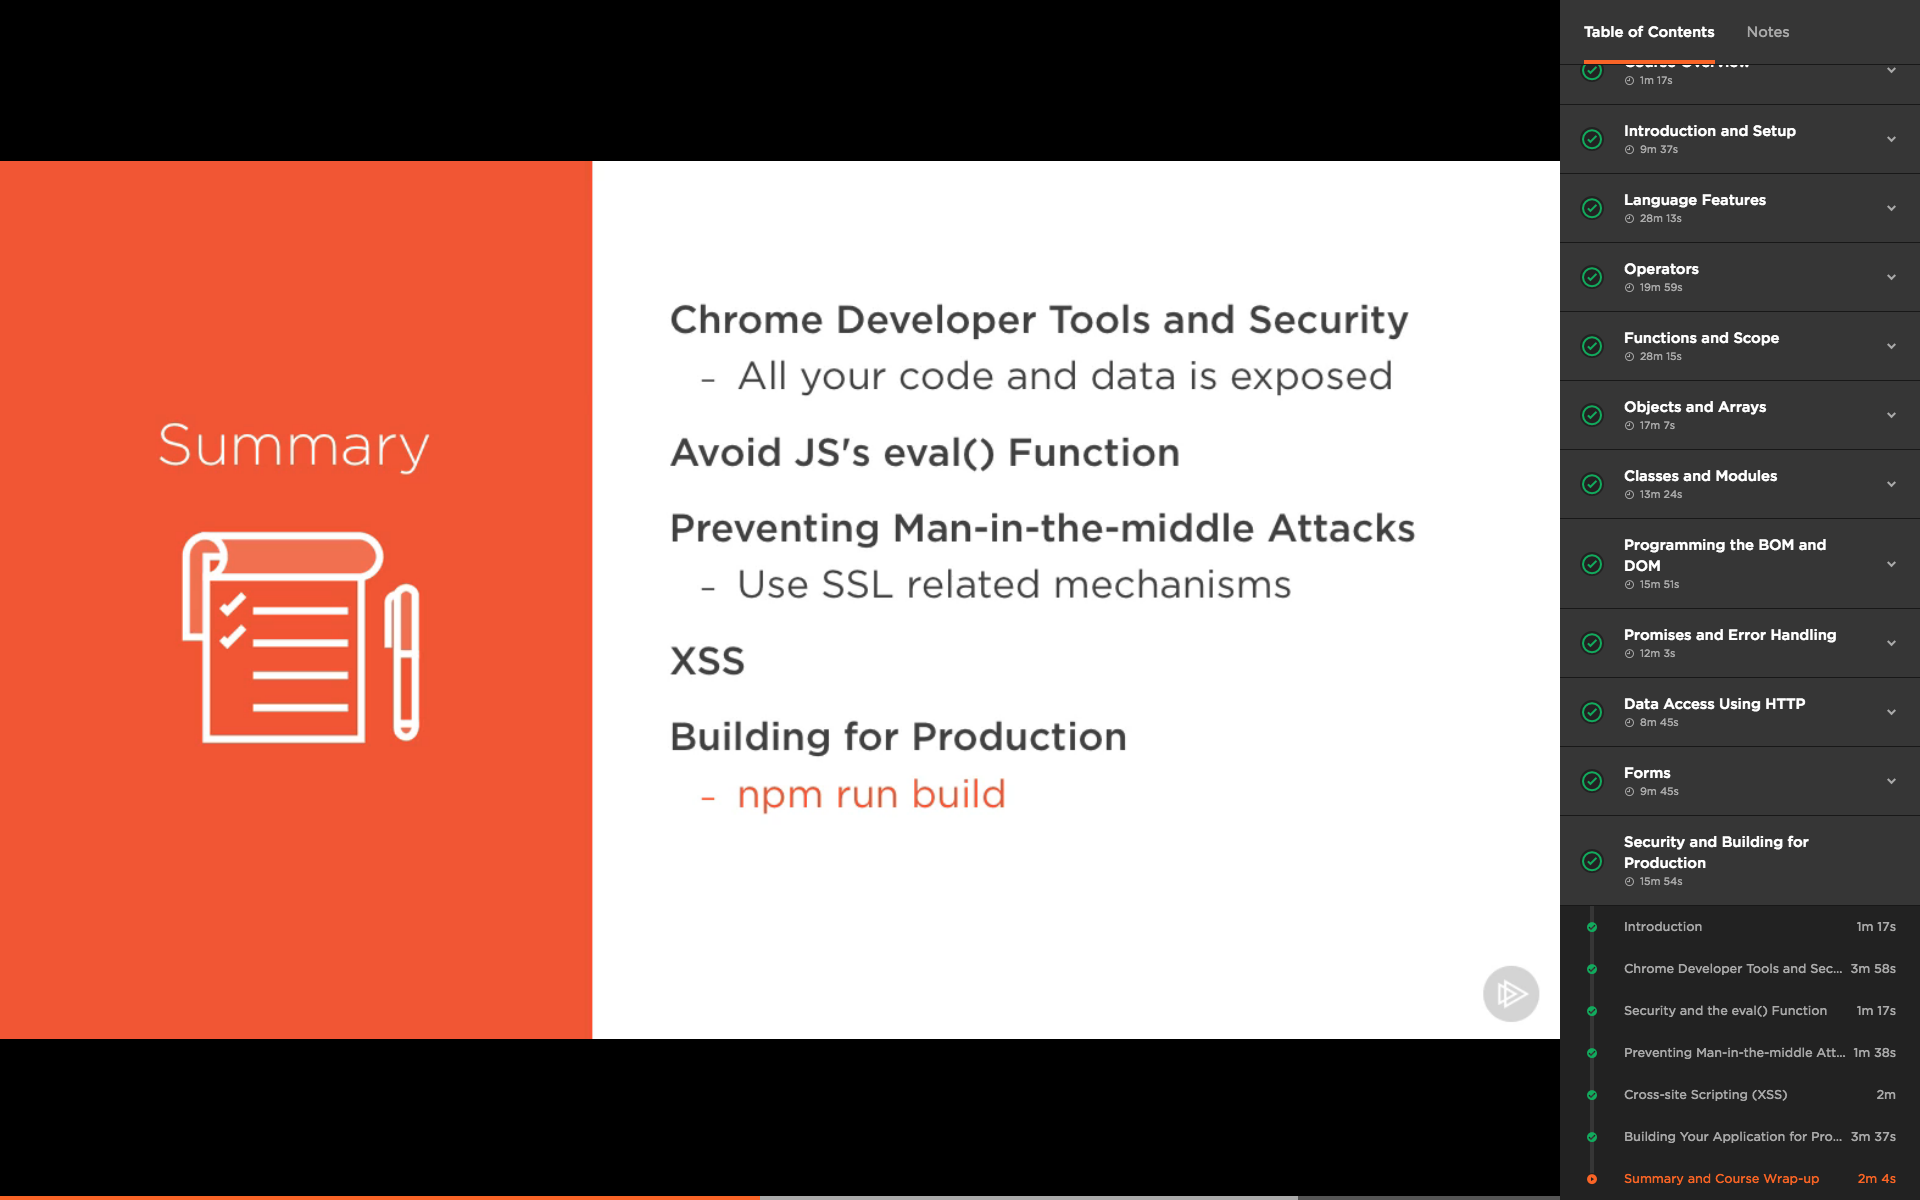 Summary
Chrome Developer Tools and Security
- All your code and data is exposed
Avoid JS's eval() Function
Preventing Man-in-the-middle Attacks
- Use SSL related mechanisms
XSS
Building for Production
- npm run build
Table of Contents
Notes
1m 17s
Introduction and Setup
9m 37s
Language Features
28m 13s
Operators
19m 59s
Functions and Scope
28m 15s
Objects and Arrays
17m 7s
Classes and Modules
13m 24s
Programming the BOM and
DOM
15m 51s
Promises and Error Handling
12m 3s
Data Access Using HTTP
8m 45s
Forms
9m 45s
Security and Building for
Production
15m 54s
Introduction 1m 17s
Chrome Developer Tools and Sec... 3m 58s
Security and the eval() Function 1m 17s
Preventing Man-in-the-middle Att... 1m 38s
Cross-site Scripting (XSS) 2m
Building Your Application for Pro... 3m 37s
Summary and Course Wrap-up 2m 4s